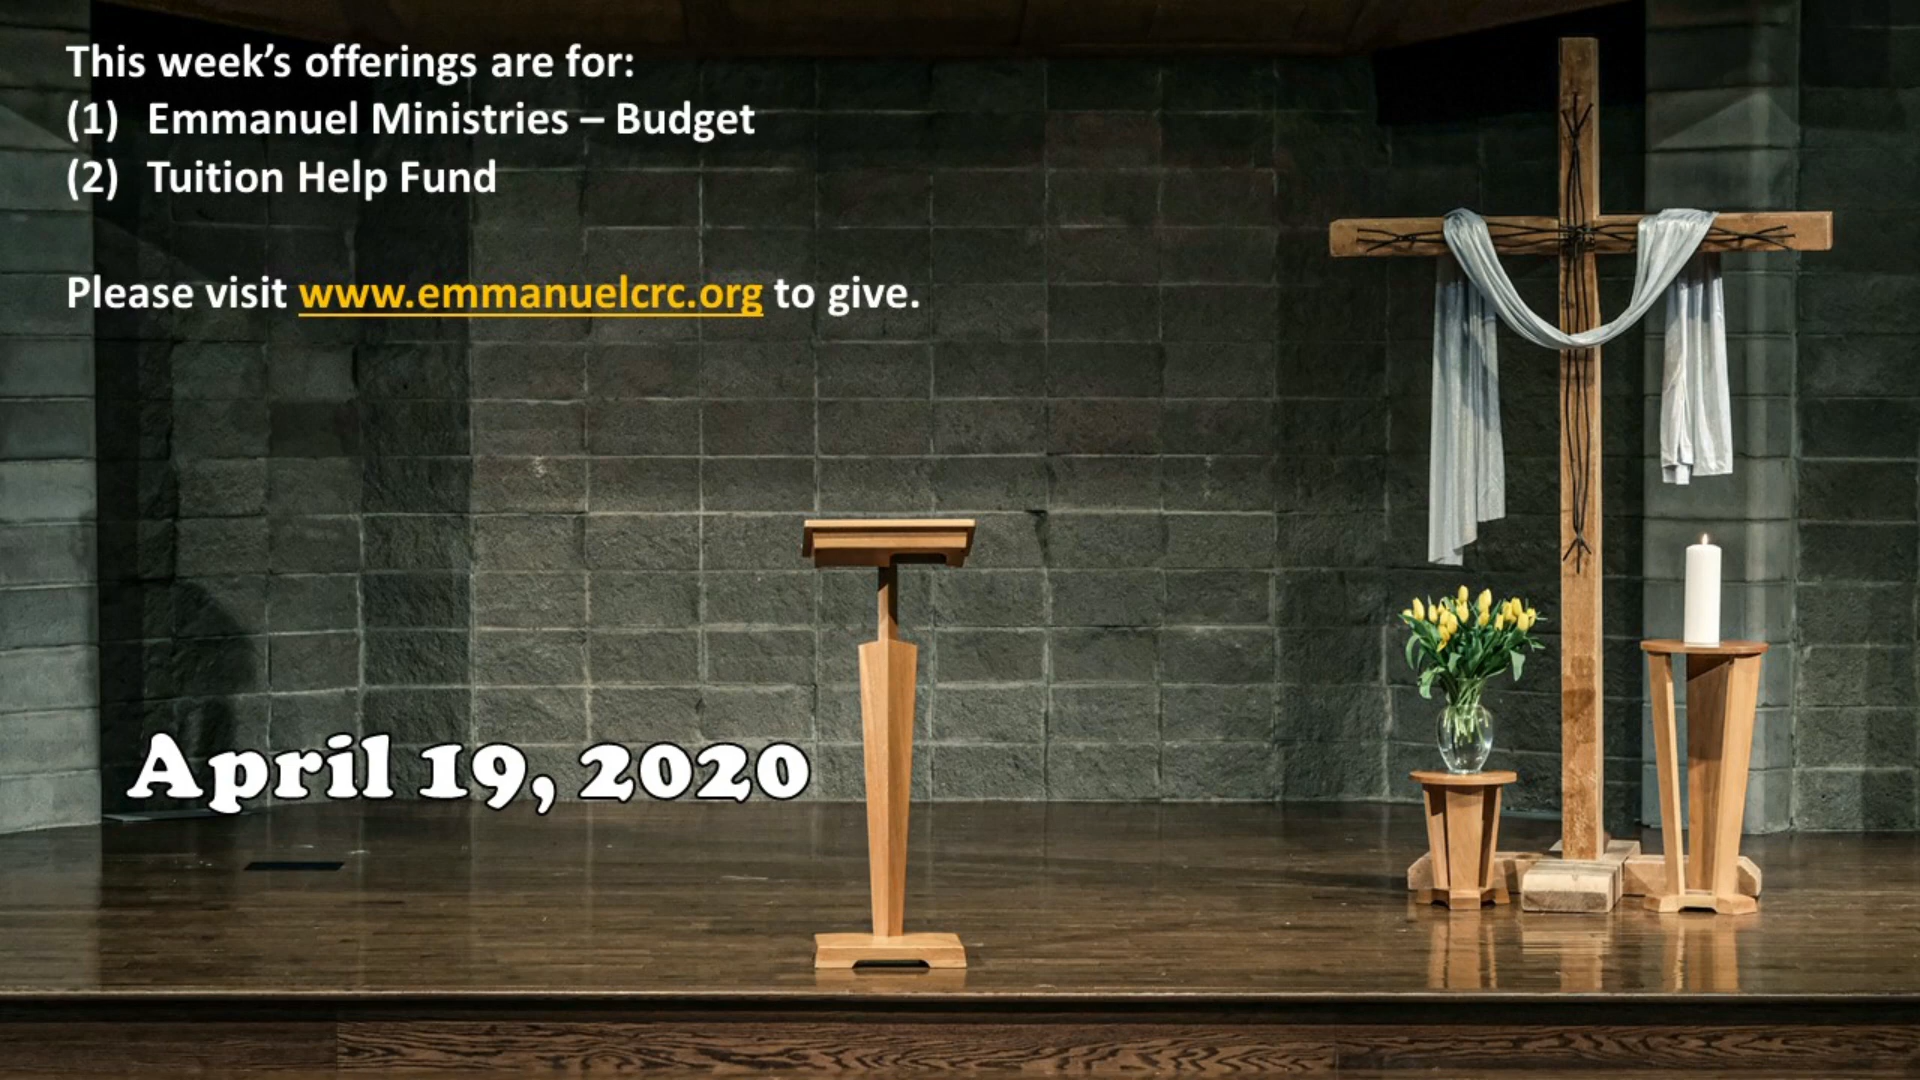 This week’s offerings are for:
(1) Emmanuel Ministries – Budget
(2) Tuition Help Fund
Please visit www.emmanuelcrc.org to give.
April 19, 2020